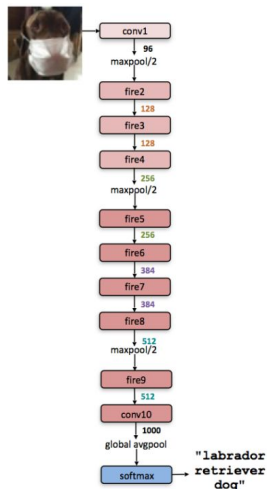 conv1
96
maxpool/2
fire2
128
fire3
128
fire4
256
maxpool/2
fire5
256
fire6
384
fire7
384
fire8
512
maxpool/2
fire9
512
conv10
1000
global avgpool
softmax
"labrador
retriever
dog"